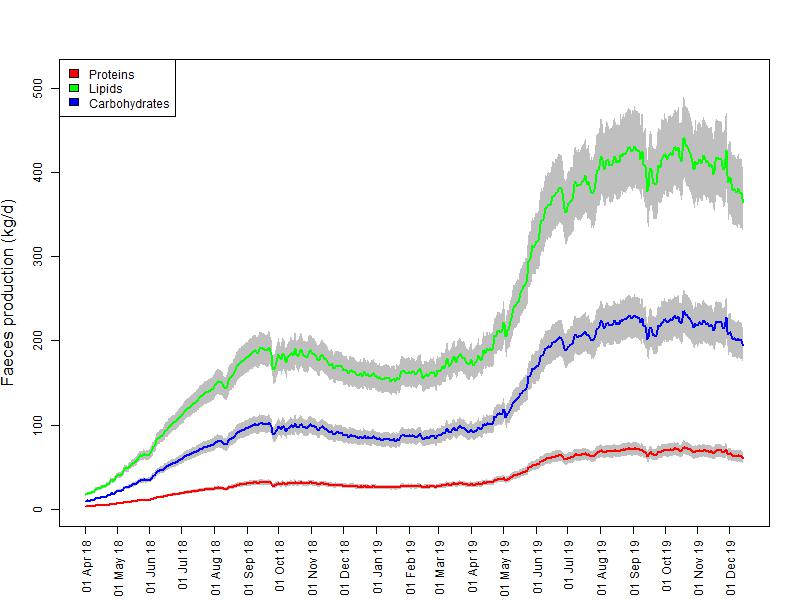 Proteins
Lipids
Carbohydrates
Faeces production (kg/d)
500
400
300
200
100
0
01 Apr 18
01 May 18
01 Jun 18
01 Jul 18
01 Aug 18
01 Sep 18
01 Oct 18
01 Nov 18
01 Dec 18
01 Jan 19
01 Feb 19
01 Mar 19
01 Apr 19
01 May 19
01 Jun 19
01 Jul 19
01 Aug 19
01 Sep 19
01 Oct 19
01 Nov 19
01 Dec 19